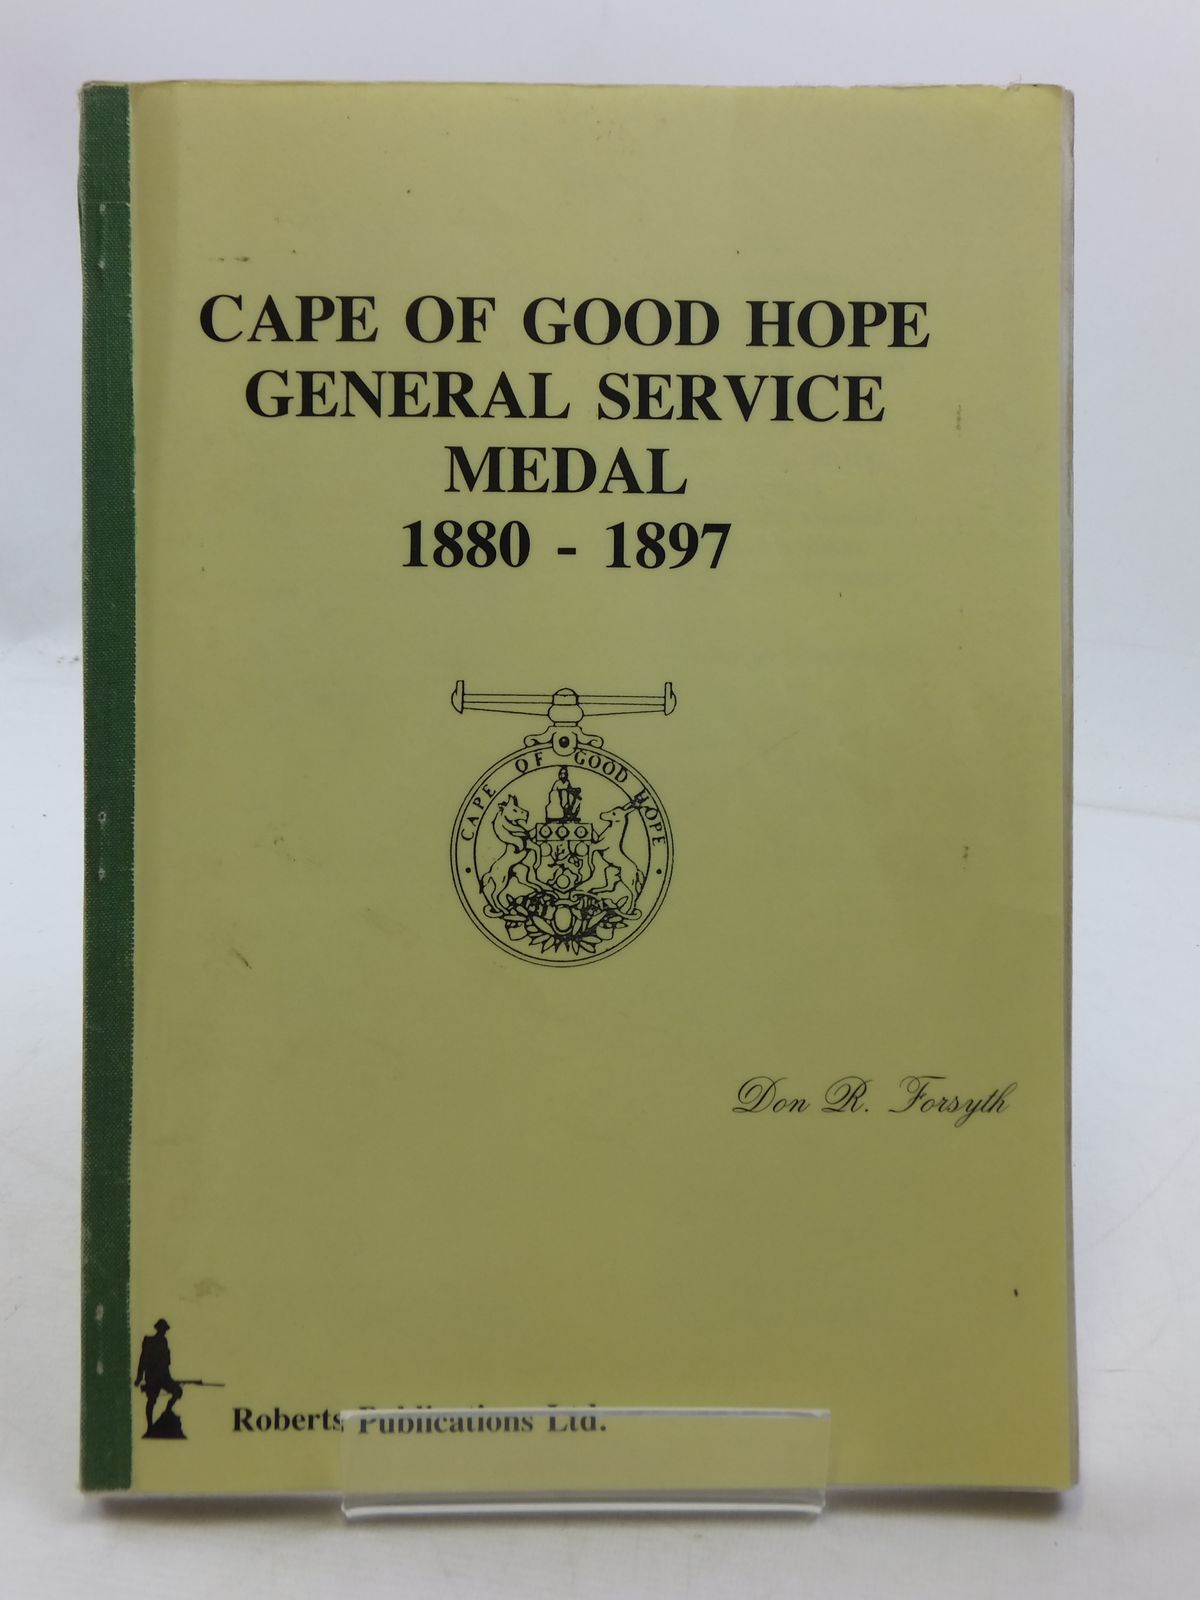 CAPE OF GOOD HOPE
GENERAL SERVICE
MEDAL
1880 - 1897
CAPE OF GOOD HOPE
Don R. Forsyth
Roberts Publications Ltd.